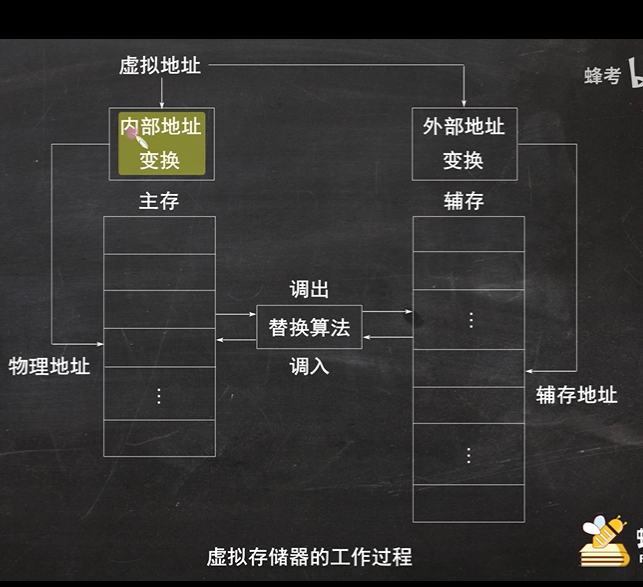 虚拟地址
蜂考
内部地址
变换
外部地址
变换
主存
辅存
调出
替换算法
调入
物理地址
辅存地址
虚拟存储器的工作过程